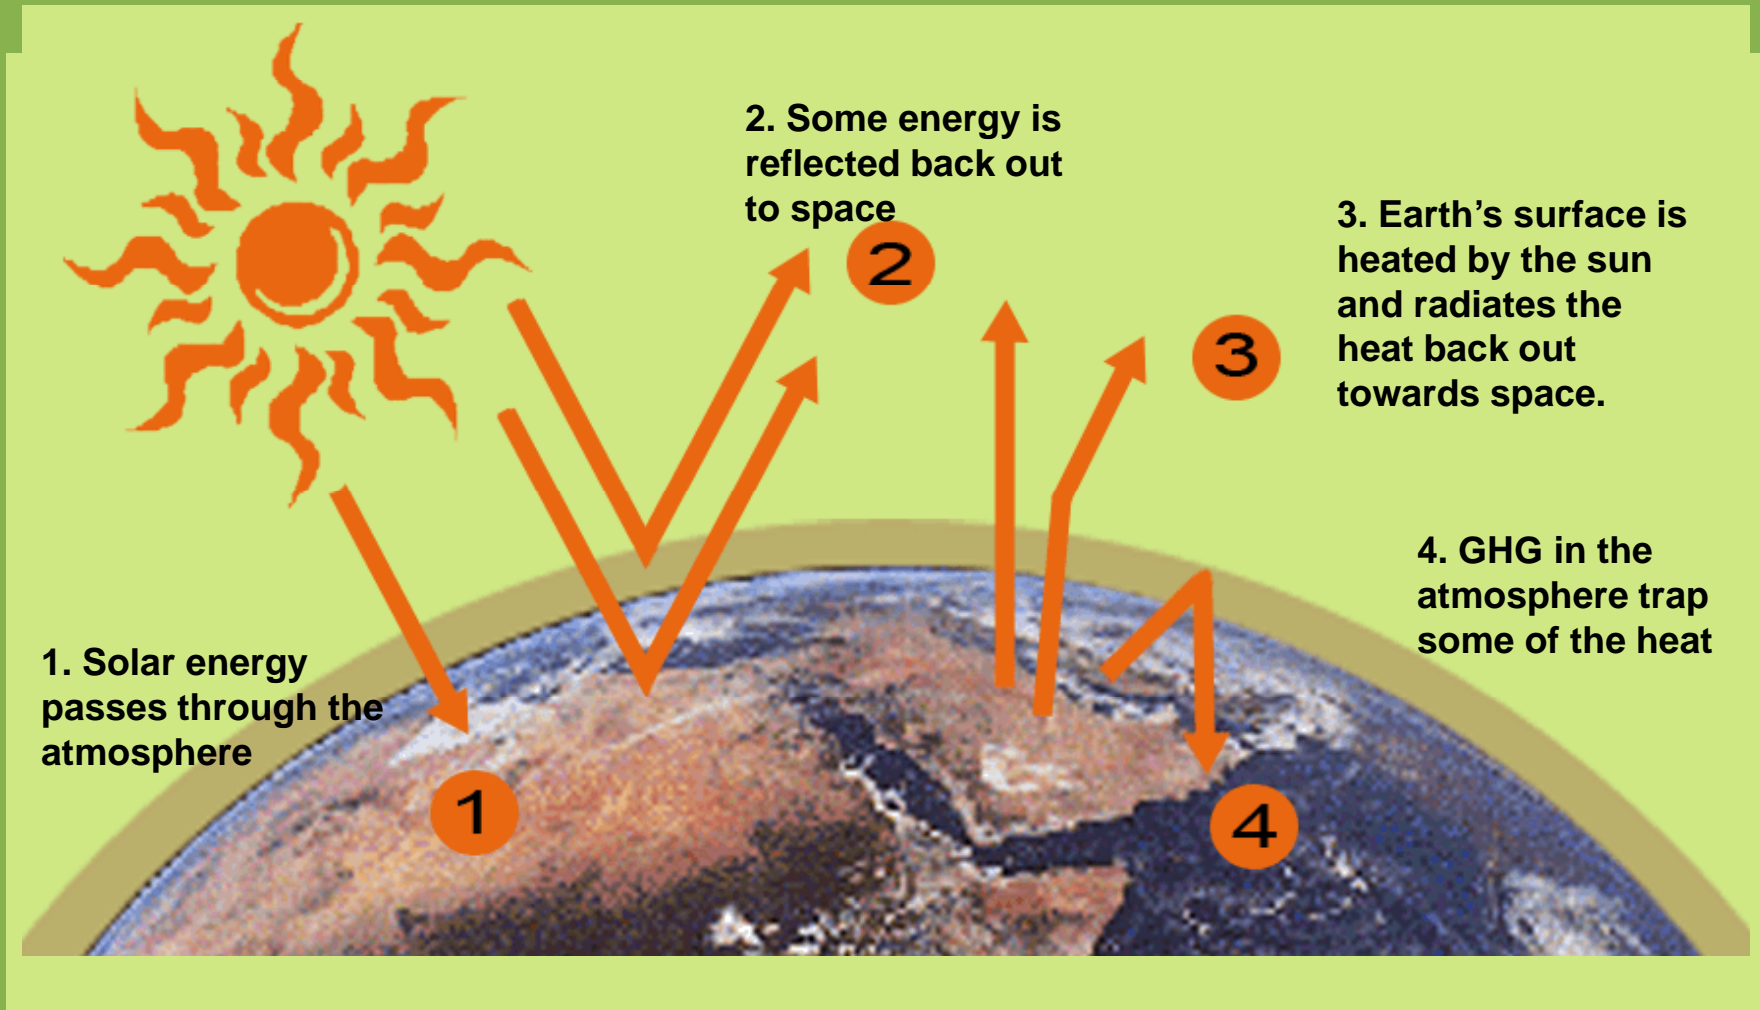 2. Some energy is
reflected back out
to space
2
3. Earth’s surface is
heated by the sun
and radiates the
heat back out
towards space.
3
4. GHG in the
atmosphere trap
some of the heat
4
1. Solar energy
passes through the
atmosphere
1